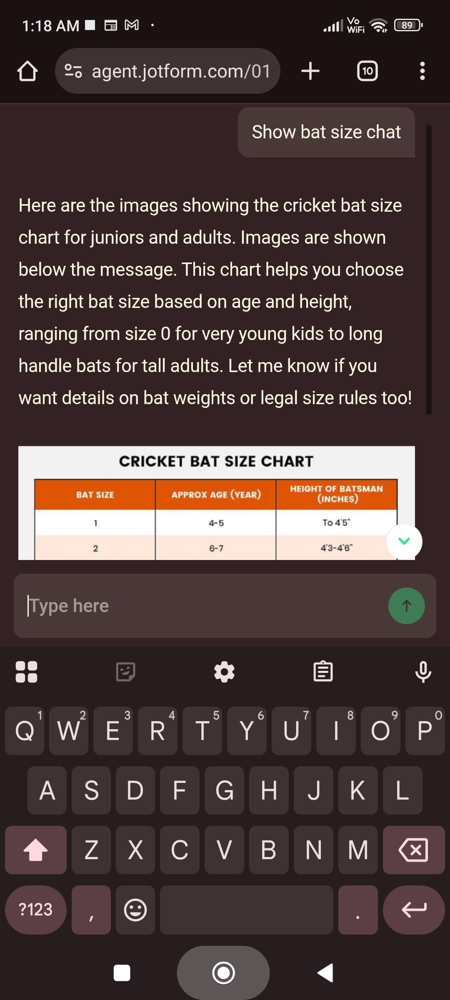 1:18 AM
Vo
WiFi
89
agent.jotform.com/01
10
Show bat size chat
Here are the images showing the cricket bat size
chart for juniors and adults. Images are shown
below the message. This chart helps you choose
the right bat size based on age and height,
ranging from size 0 for very young kids to long
handle bats for tall adults. Let me know if you
want details on bat weights or legal size rules too!
CRICKET BAT SIZE CHART
BAT SIZE APPROX AGE (YEAR) HEIGHT OF BATSMAN (INCHES)
1 4-5 To 4'5"
2 6-7 4'3-4'6"
Type here
Q 1 W 2 E 3 R 4 T 5 Y 6 U 7 I 8 O 9 P 0
A S D F G H J K L
Z X C V B N M
?123 , .